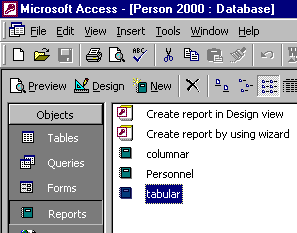 Microsoft Access - [Person 2000 : Database]
File Edit View Insert Tools Window Help
Preview Design New
Objects
Tables
Queries
Forms
Reports
Create report in Design view
Create report by using wizard
columnar
Personnel
tabular